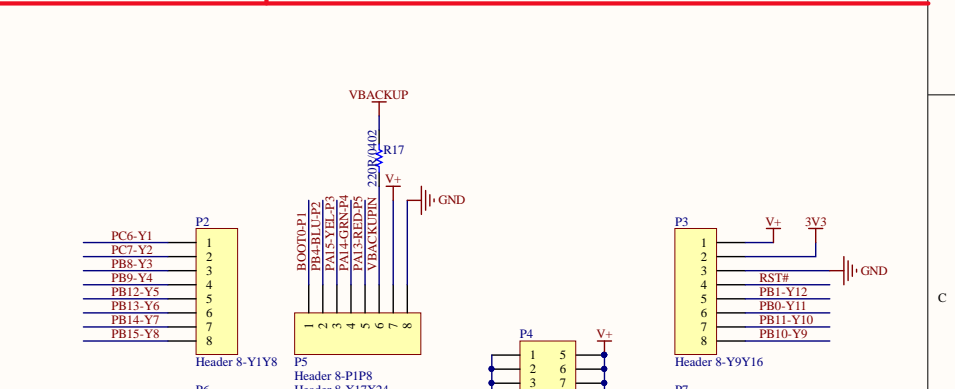 VBACKUP
220R/0402
R17
V+
GND
BOOT0-P1
PB4-BLU-P2
PA15-YEL-P3
PA14-GRN-P4
PA13-RED-P5
VBACKUPIN
P2
PC6-Y1 1
PC7-Y2 2
PB8-Y3 3
PB9-Y4 4
PB12-Y5 5
PB13-Y6 6
PB14-Y7 7
PB15-Y8 8
Header 8-Y1Y8
1 2 3 4 5 6 7 8
P5
Header 8-P1P8
P4
V+
1 5
2 6
3 7
P3
V+ 3V3
1
2
3 GND
4 RST#
5 PB1-Y12
6 PB0-Y11
7 PB11-Y10
8 PB10-Y9
Header 8-Y9Y16
C